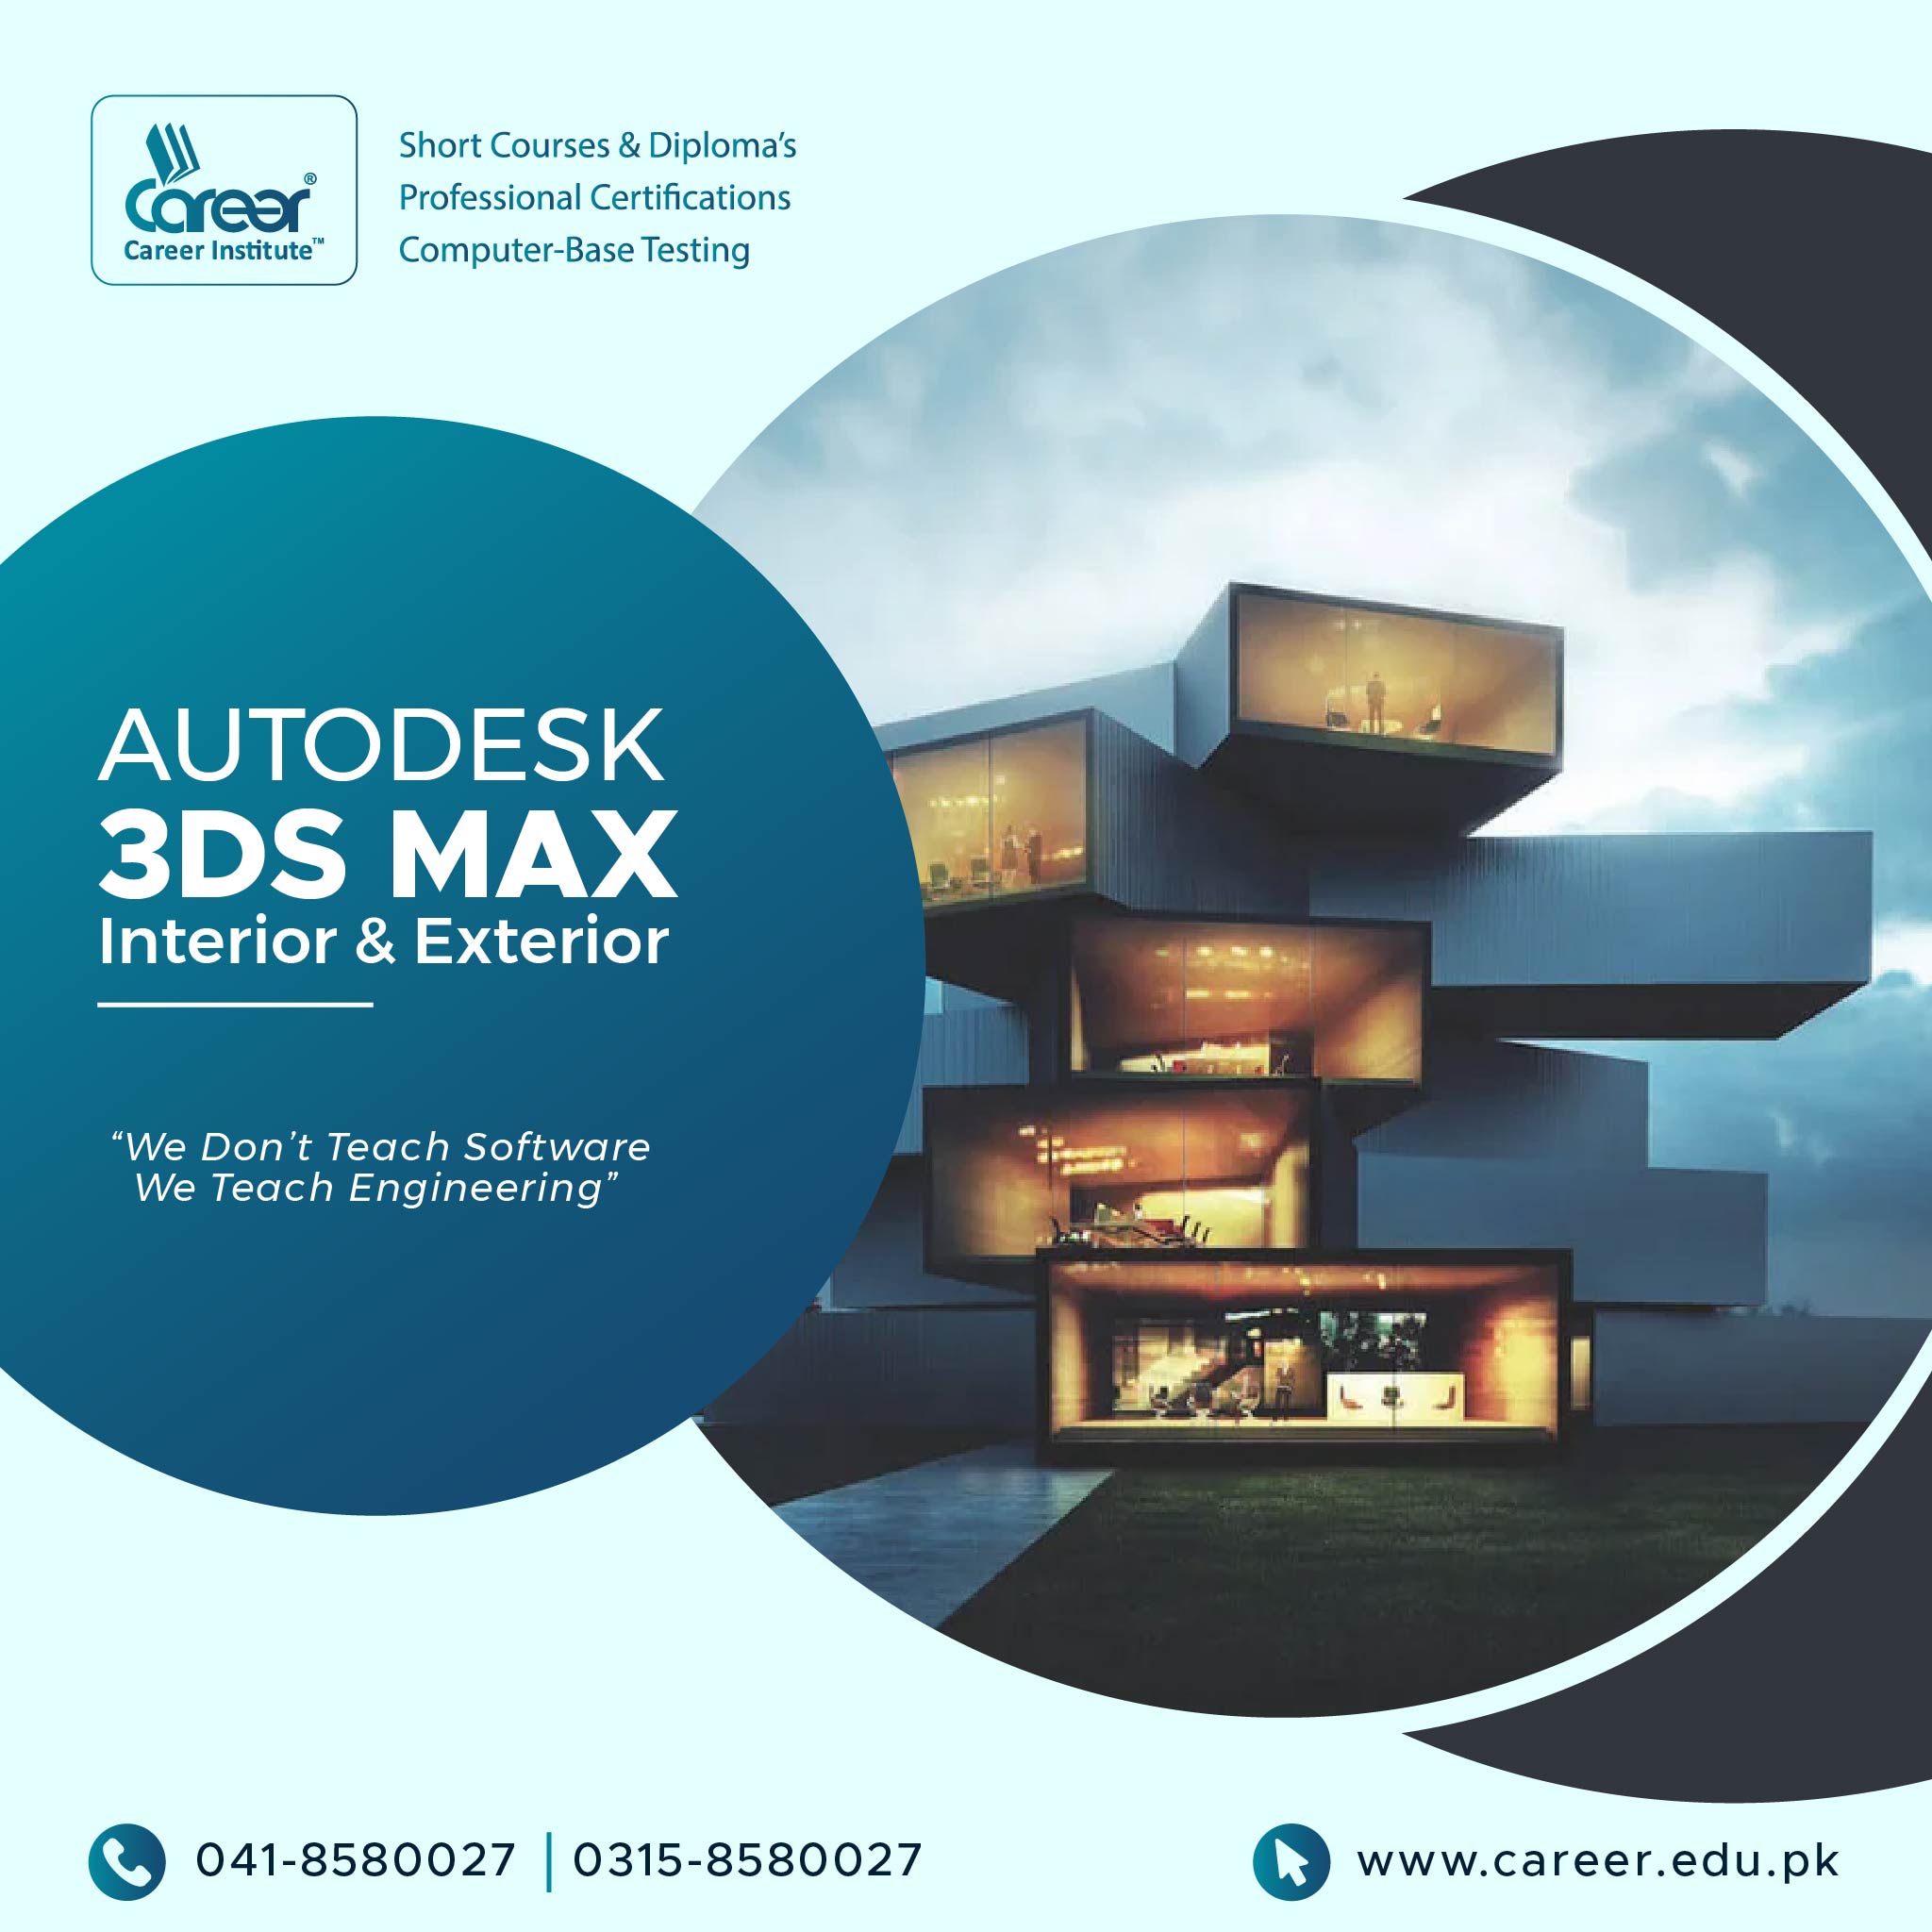 Career®
Career Institute™
Short Courses & Diploma’s
Professional Certifications
Computer-Base Testing
AUTODESK
3DS MAX
Interior & Exterior
“We Don’t Teach Software
We Teach Engineering”
041-8580027 | 0315-8580027
www.career.edu.pk